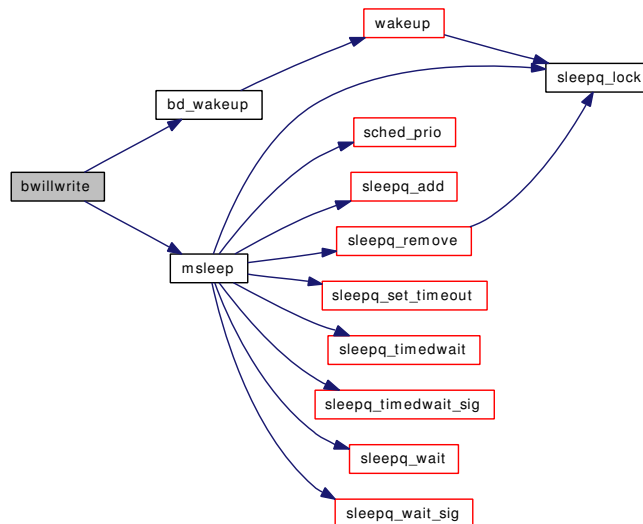 wakeup
sleepq_lock
bd_wakeup
sched_prio
bwillwrite
sleepq_add
sleepq_remove
msleep
sleepq_set_timeout
sleepq_timedwait
sleepq_timedwait_sig
sleepq_wait
sleepq_wait_sig